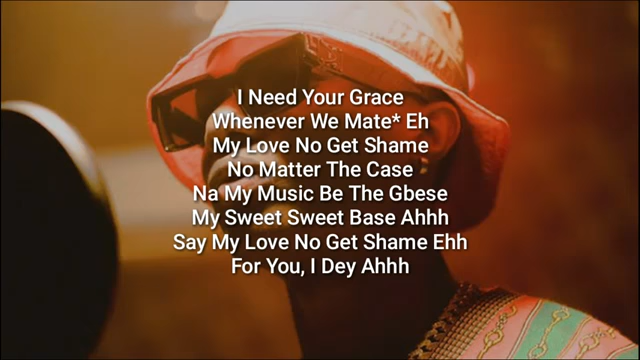 I Need Your Grace
Whenever We Mate* Eh
My Love No Get Shame
No Matter The Case
Na My Music Be The Gbese
My Sweet Sweet Base Ahhh
Say My Love No Get Shame Ehh
For You, I Dey Ahhh